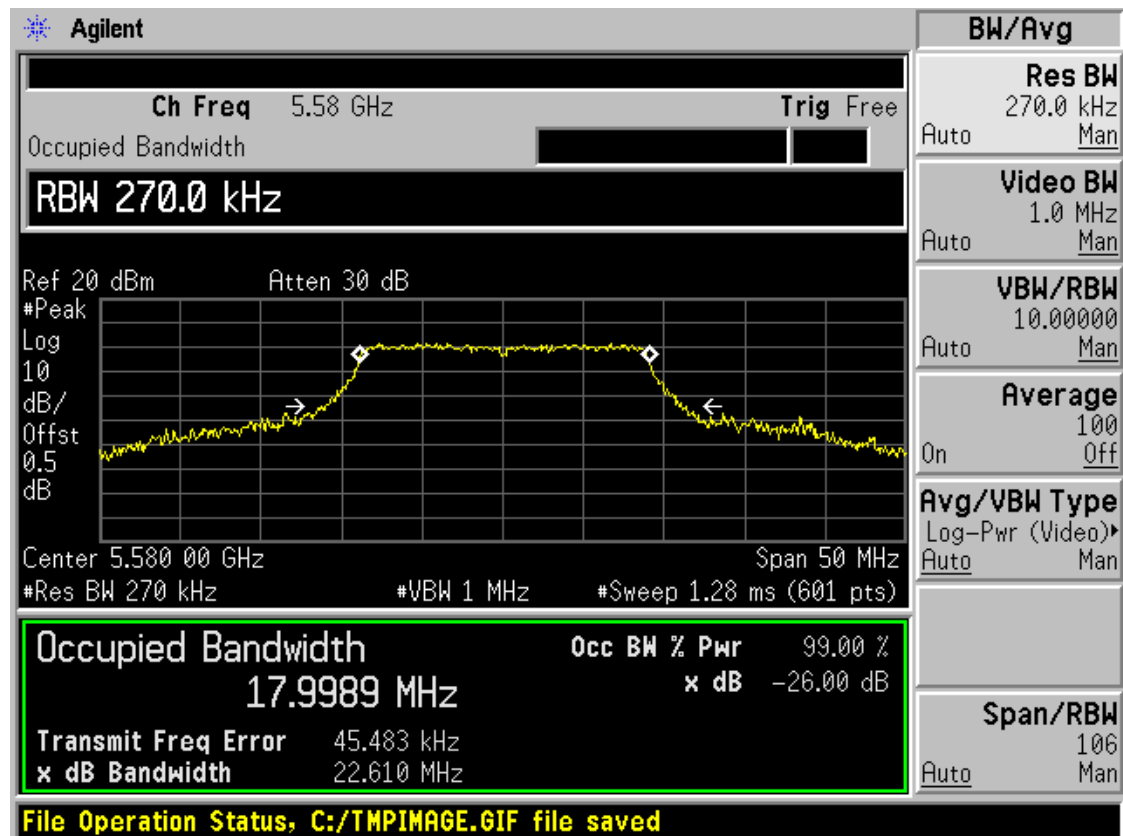 Agilent
BW/Avg
Ch Freq 5.58 GHz Trig Free
Occupied Bandwidth
RBW 270.0 kHz
Ref 20 dBm Atten 30 dB
#Peak
Log
10
dB/
Offst
0.5
dB
Center 5.580 00 GHz Span 50 MHz
#Res BW 270 kHz #VBW 1 MHz #Sweep 1.28 ms (601 pts)
Occupied Bandwidth
17.9989 MHz
Occ BW % Pwr 99.00 %
x dB -26.00 dB
Transmit Freq Error 45.483 kHz
x dB Bandwidth 22.610 MHz
Res BW
270.0 kHz
Auto Man
Video BW
1.0 MHz
Auto Man
VBW/RBW
10.00000
Auto Man
Average
100
On Off
Avg/VBW Type
Log-Pwr (Video)
Auto Man
Span/RBW
106
Auto Man
File Operation Status, C:/TMPIMAGE.GIF file saved